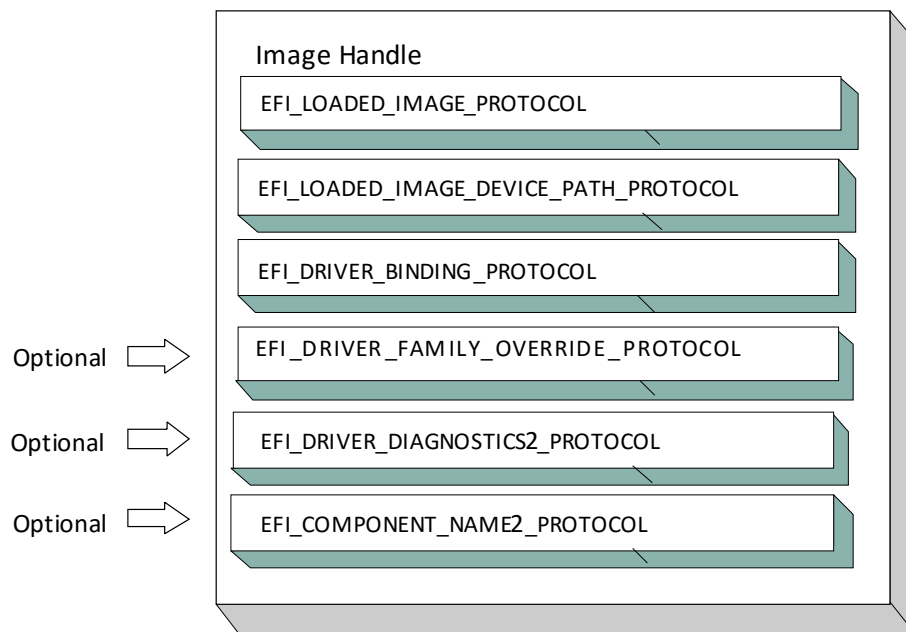 Image Handle
EFI_LOADED_IMAGE_PROTOCOL
EFI_LOADED_IMAGE_DEVICE_PATH_PROTOCOL
EFI_DRIVER_BINDING_PROTOCOL
Optional EFI_DRIVER_FAMILY_OVERRIDE_PROTOCOL
Optional EFI_DRIVER_DIAGNOSTICS2_PROTOCOL
Optional EFI_COMPONENT_NAME2_PROTOCOL